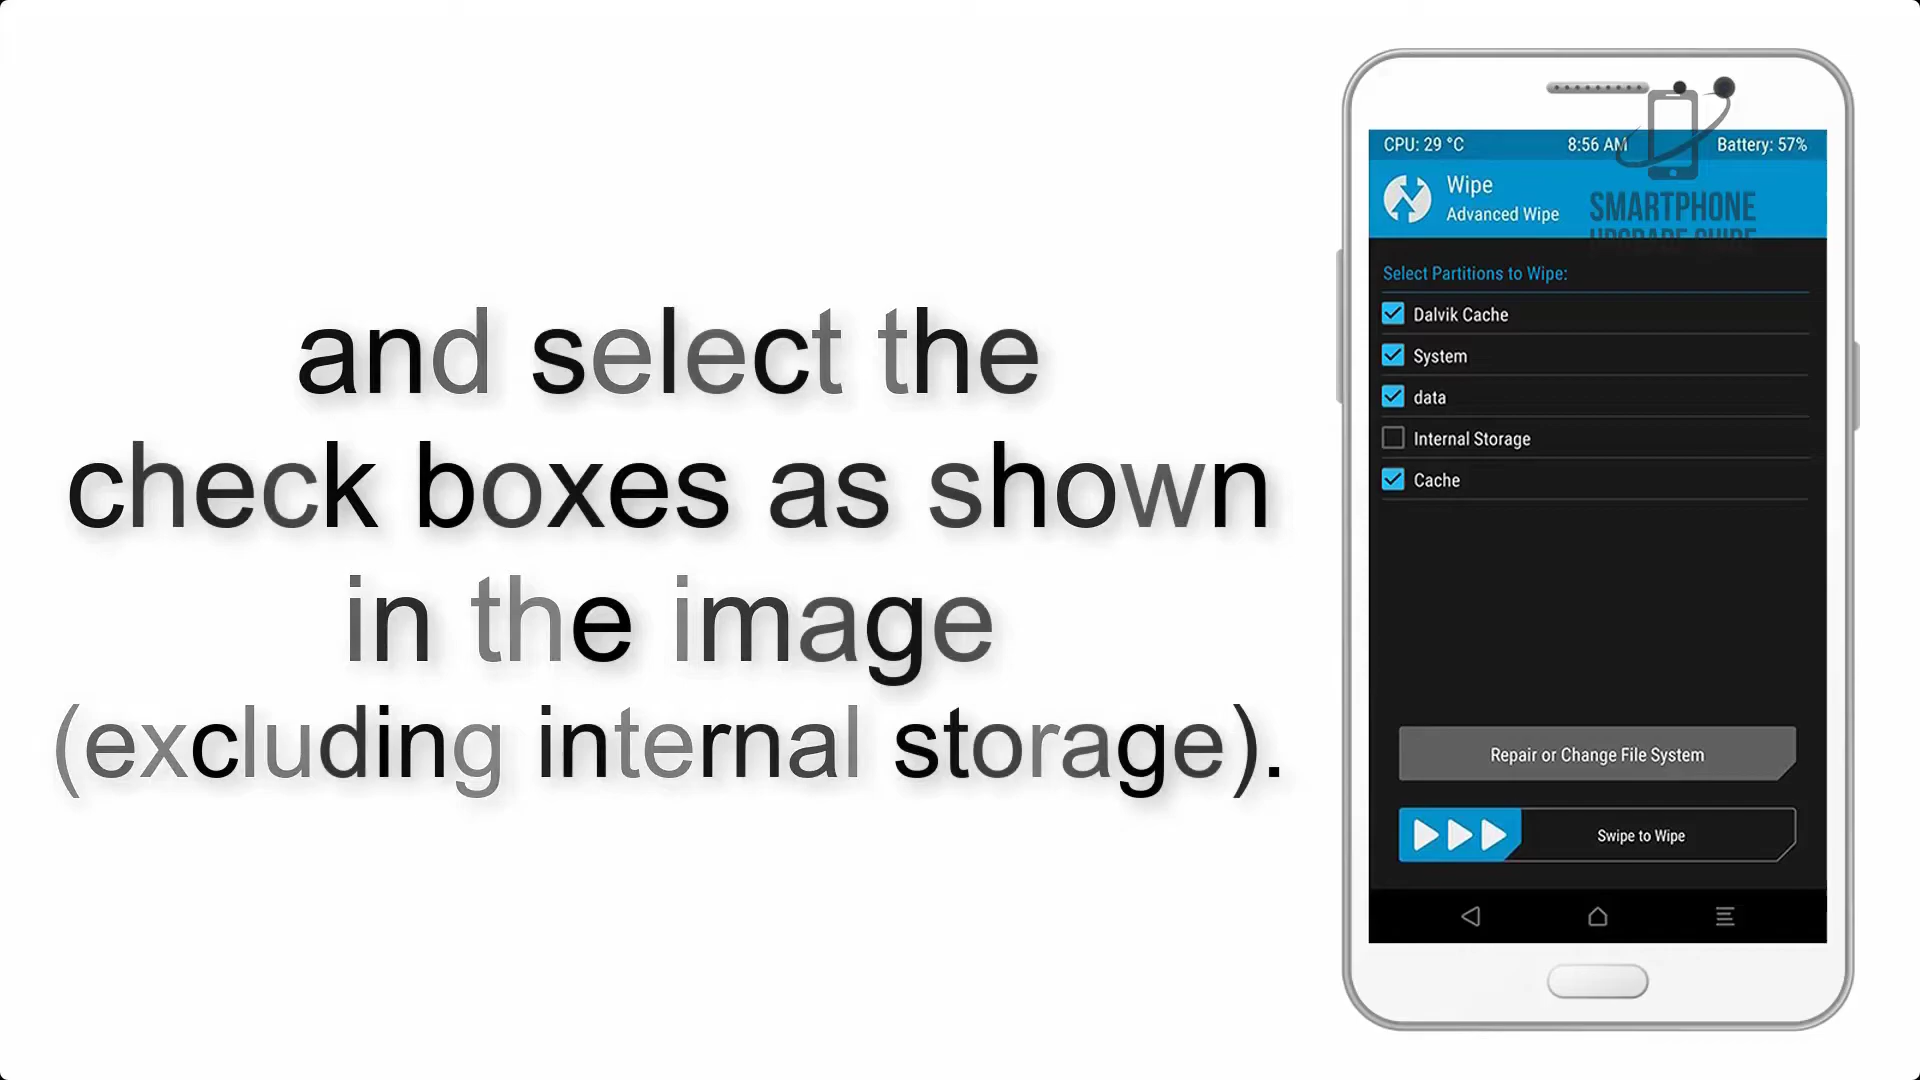 and select the
check boxes as shown
in the image
(excluding internal storage).
CPU: 29 °C 8:56 AM Battery: 57%
Wipe
Advanced Wipe
SMARTPHONE
UPGRADE GUIDE
Select Partitions to Wipe:
Dalvik Cache
System
data
Internal Storage
Cache
Repair or Change File System
Swipe to Wipe